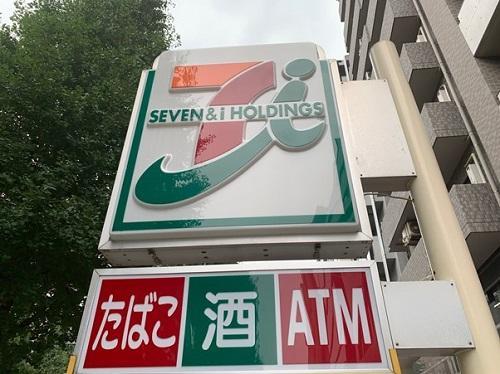 SEVEN & i HOLDINGS
たばこ 酒 ATM